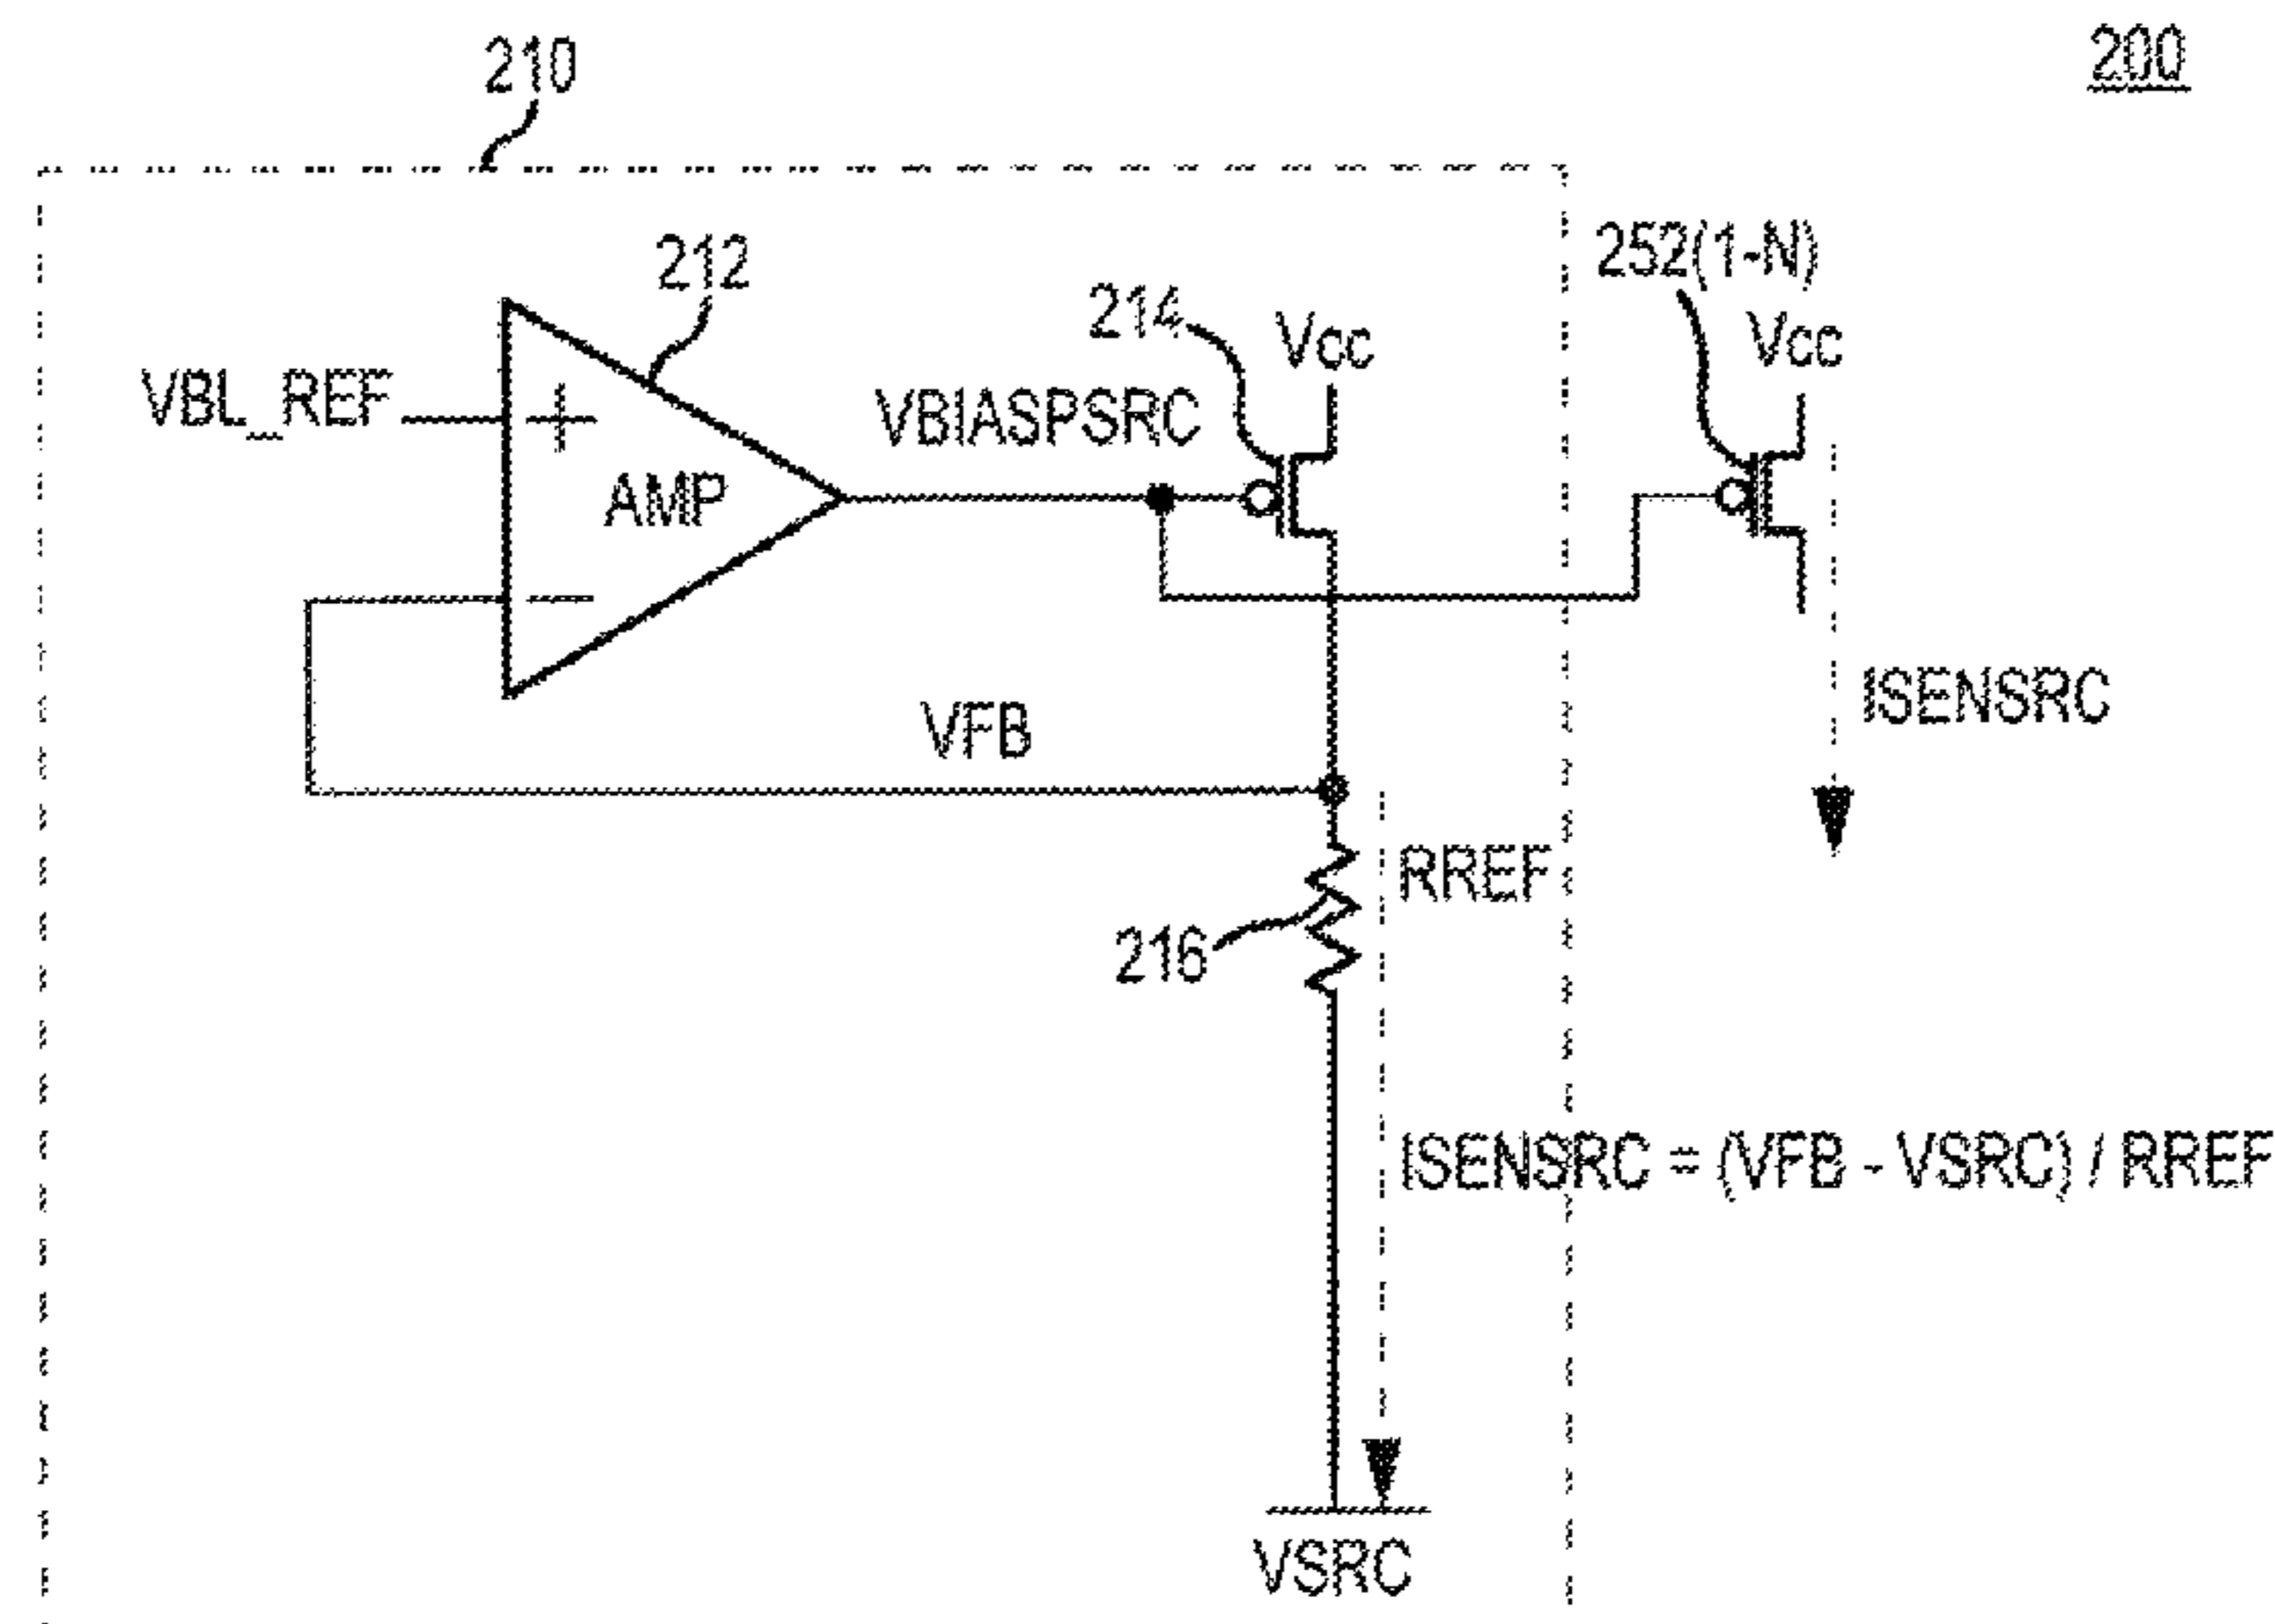 200
210
212
252(1-N)
214
Vcc
Vcc
VBL_REF
+
VBIASPSRC
AMP
−
ISENSRC
VFB
RREF
216
ISENSRC = (VFB - VSRC) / RREF
VSRC